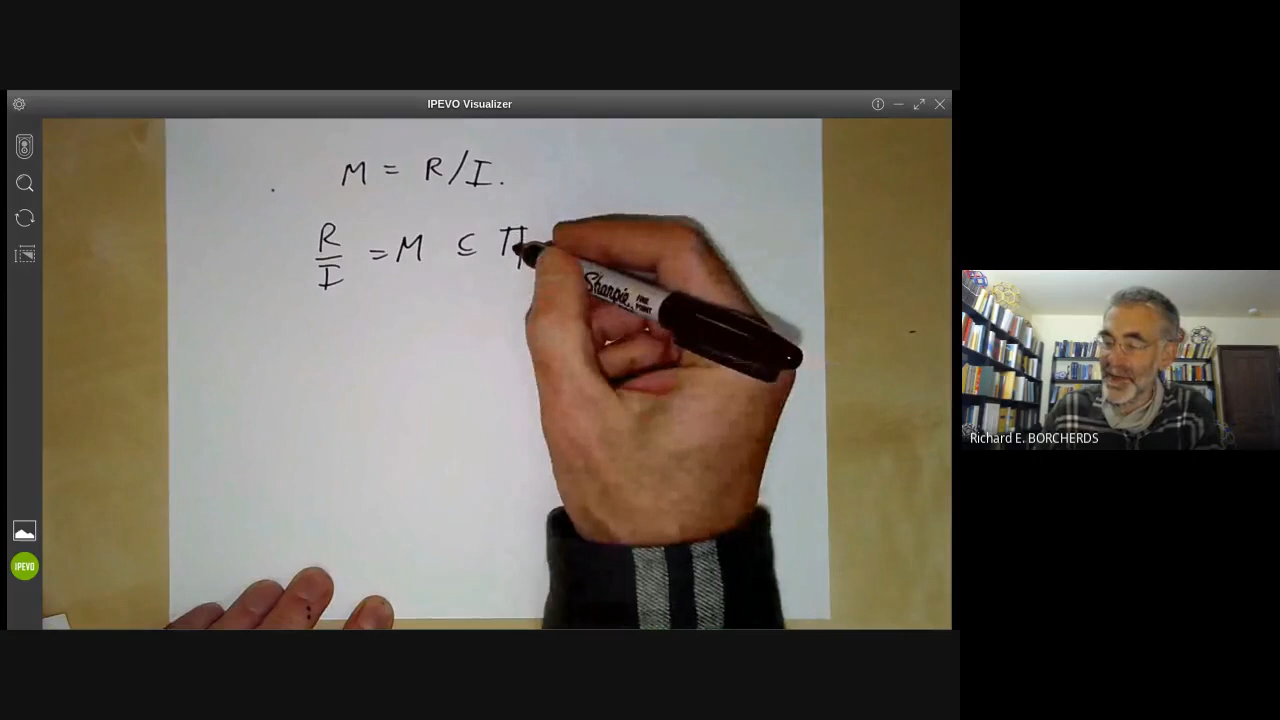 IPEVO Visualizer
M = R/I.
R/I = M ⊆ Π
Sharpie
FINE POINT
Richard E. BORCHERDS
IPEVO